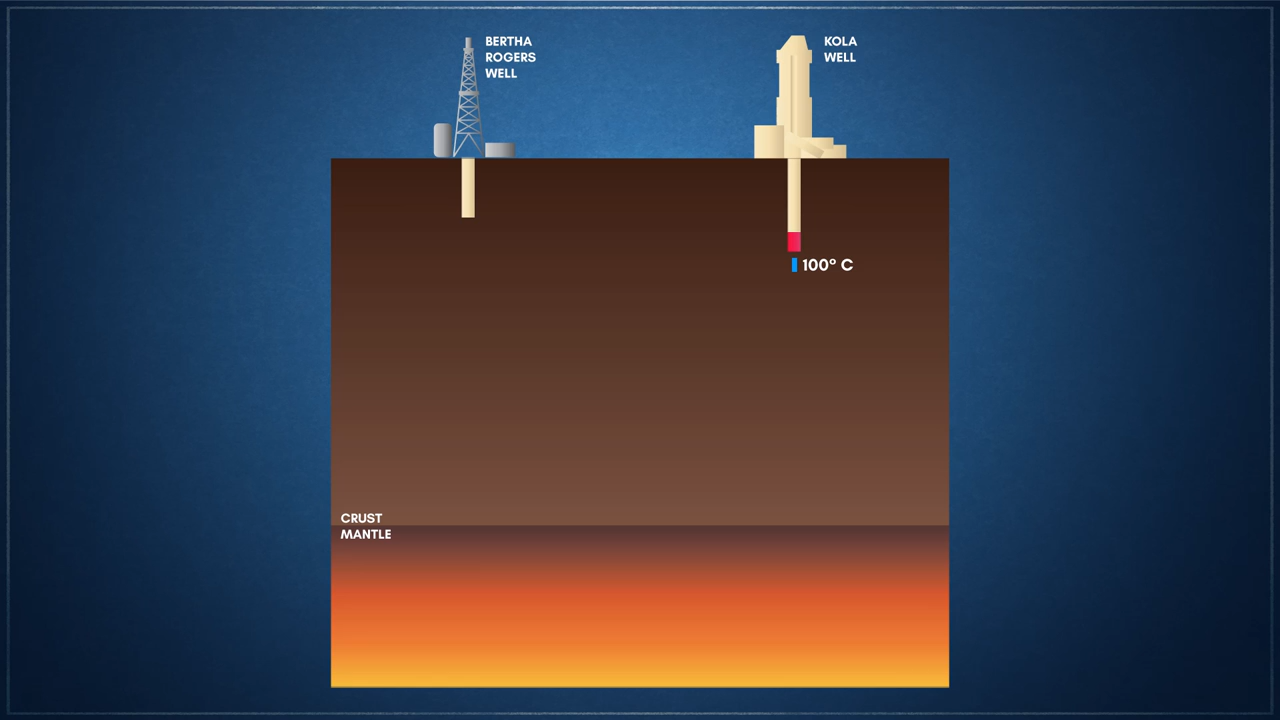 BERTHA
ROGERS
WELL
KOLA
WELL
100° C
CRUST
MANTLE